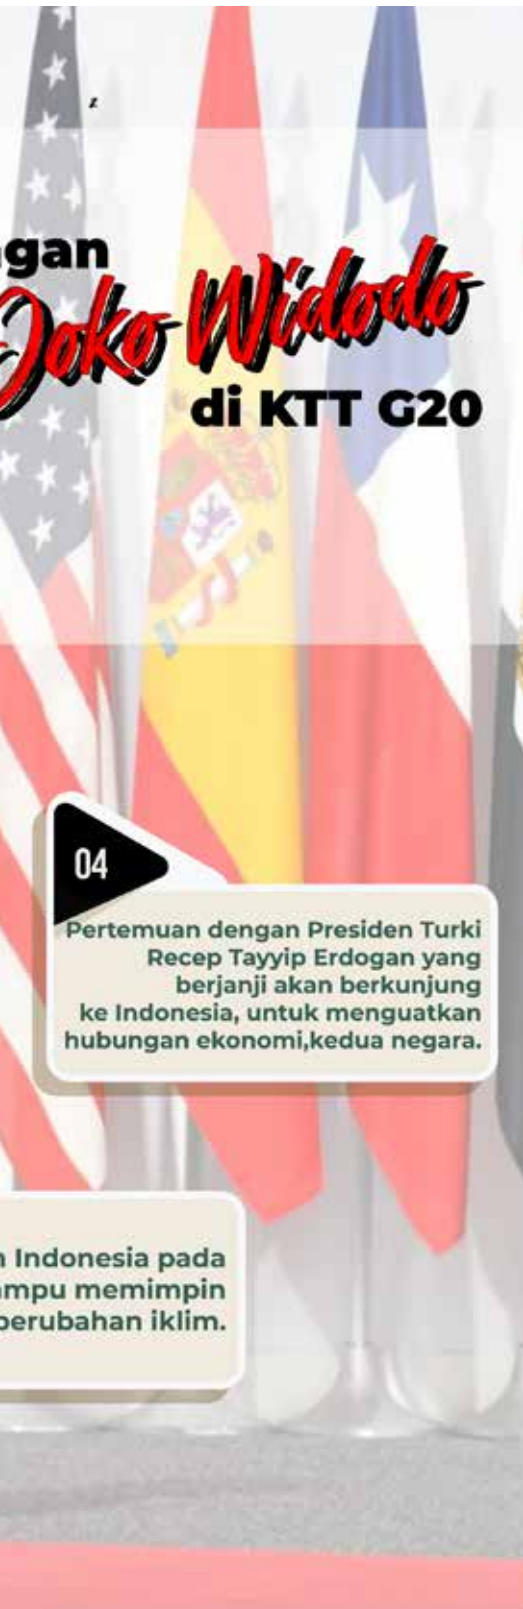 gan
Joko Widodo
di KTT G20
04
Pertemuan dengan Presiden Turki
Recep Tayyip Erdogan yang
berjanji akan berkunjung
ke Indonesia, untuk menguatkan
hubungan ekonomi,kedua negara.
n Indonesia pada
ampu memimpin
perubahan iklim.